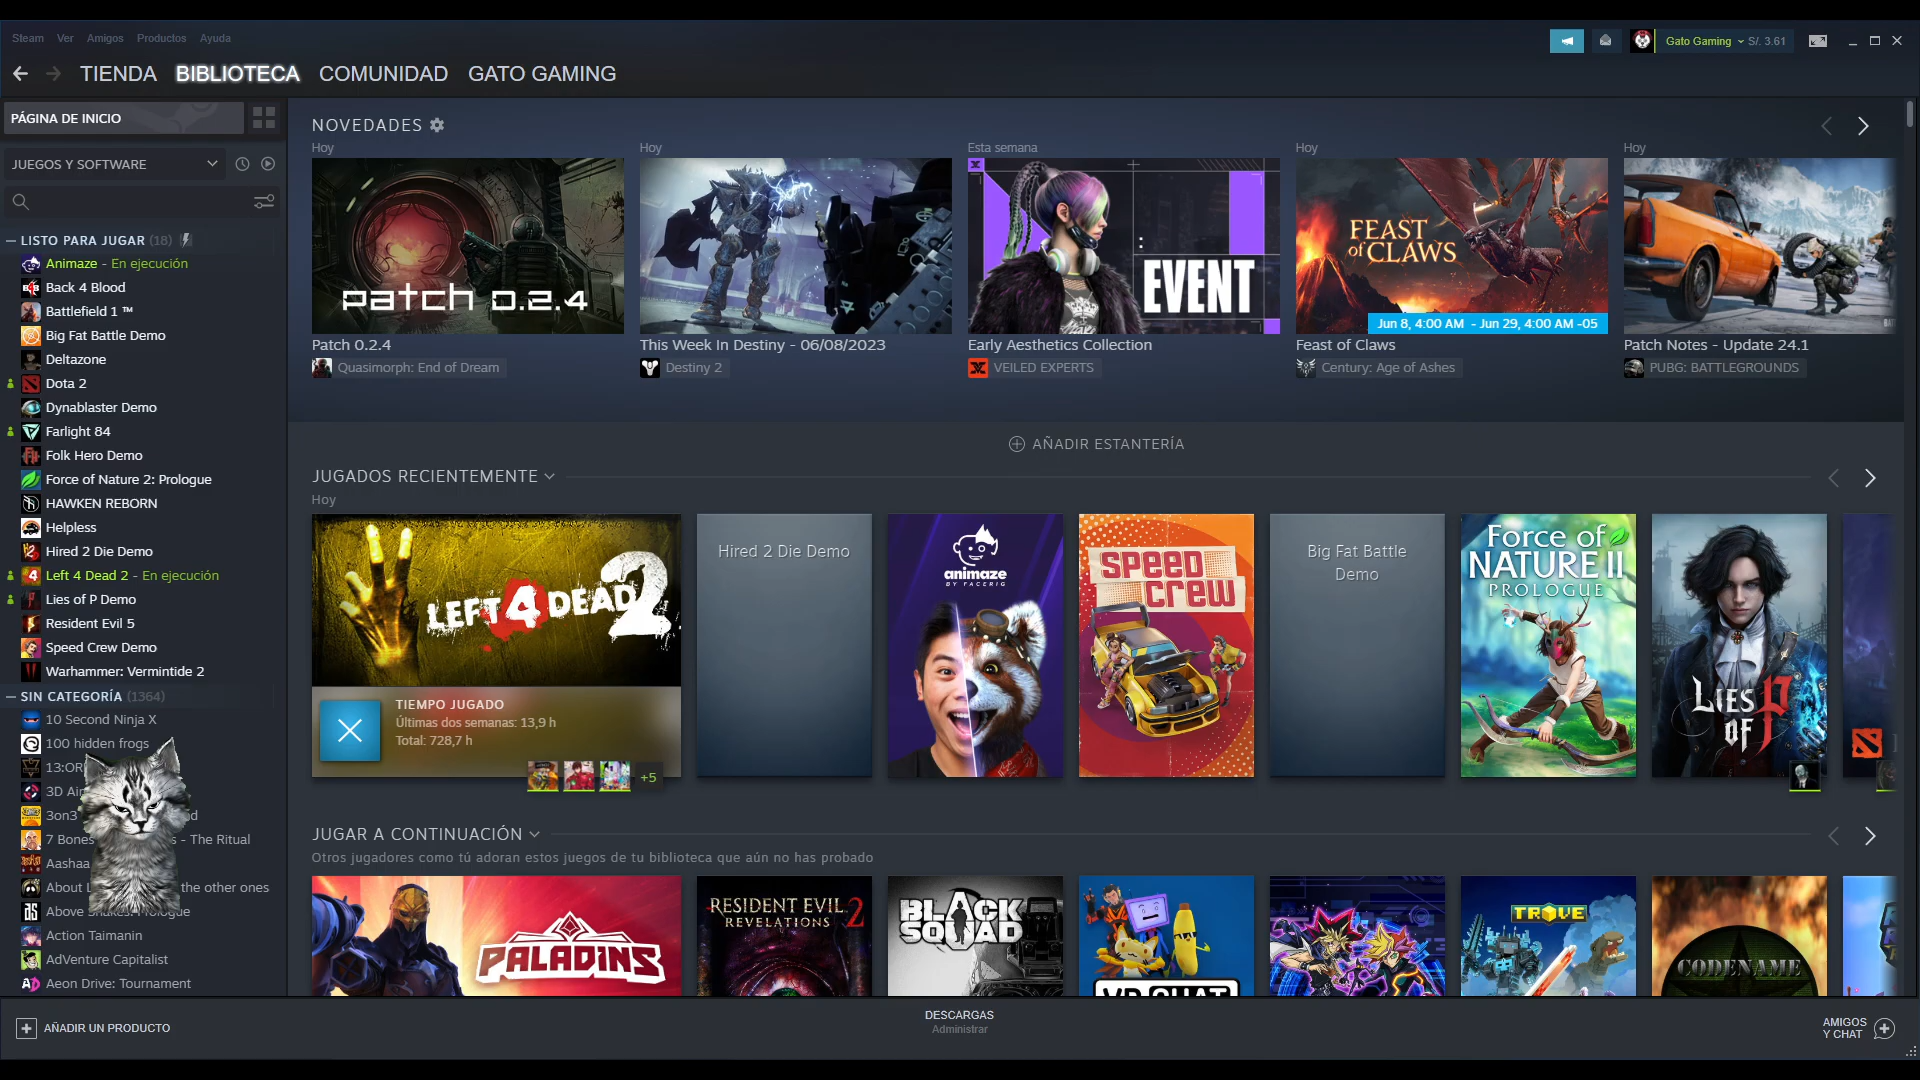 Steam Ver Amigos Productos Ayuda
Gato Gaming S/. 3.61
TIENDA BIBLIOTECA COMUNIDAD GATO GAMING
PÁGINA DE INICIO
JUEGOS Y SOFTWARE
LISTO PARA JUGAR (18)
Animaze - En ejecución
Back 4 Blood
Battlefield 1 ™
Big Fat Battle Demo
Deltazone
Dota 2
Dynablaster Demo
Farlight 84
Folk Hero Demo
Force of Nature 2: Prologue
HAWKEN REBORN
Helpless
Hired 2 Die Demo
Left 4 Dead 2 - En ejecución
Lies of P Demo
Resident Evil 5
Speed Crew Demo
Warhammer: Vermintide 2
SIN CATEGORÍA (1364)
10 Second Ninja X
100 hidden frogs
3on3
7 Bones - The Ritual
About the other ones
Above
Action Taimanin
AdVenture Capitalist
Aeon Drive: Tournament
AÑADIR UN PRODUCTO
NOVEDADES
Hoy
patch 0.2.4
Patch 0.2.4
Quasimorph: End of Dream
Hoy
This Week In Destiny - 06/08/2023
Destiny 2
Esta semana
EVENT
Early Aesthetics Collection
VEILED EXPERTS
Hoy
FEAST
of CLAWS
Jun 8, 4:00 AM - Jun 29, 4:00 AM -05
Feast of Claws
Century: Age of Ashes
Hoy
Patch Notes - Update 24.1
PUBG: BATTLEGROUNDS
AÑADIR ESTANTERÍA
JUGADOS RECIENTEMENTE
Hoy
LEFT 4 DEAD 2
TIEMPO JUGADO
Últimas dos semanas: 13,9 h
Total: 728,7 h
+5
Hired 2 Die Demo
animaze
BY FACERIG
SPEED
CREW
Big Fat Battle
Demo
Force of
NATURE II
PROLOGUE
LIES
OF P
JUGAR A CONTINUACIÓN
Otros jugadores como tú adoran estos juegos de tu biblioteca que aún no has probado
PALADINS
RESIDENT EVIL
REVELATIONS 2
BLACK
SQUAD
VR CHAT
TROVE
CODENAME
DESCARGAS
Administrar
AMIGOS
Y CHAT